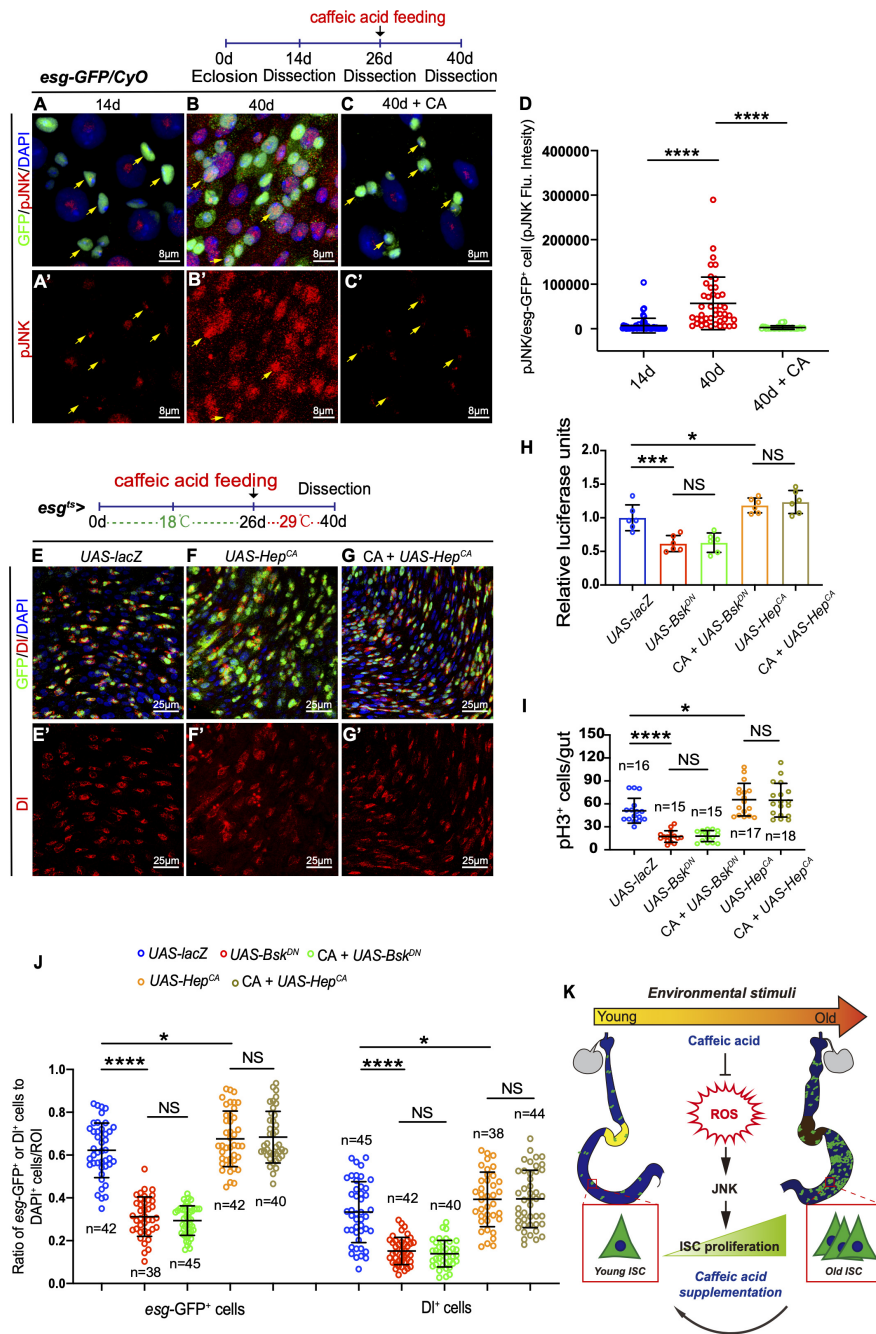 caffeic acid feeding
0d 14d 26d 40d
Eclosion Dissection Dissection Dissection
esg-GFP/CyO
A 14d B 40d C 40d + CA
GFP/pJNK/DAPI
8μm 8μm 8μm
A' B' C'
pJNK
8μm 8μm 8μm
D
**** ****
pJNK/esg-GFP⁺ cell (pJNK Flu. Intesity)
400000
300000
200000
100000
0
14d 40d 40d + CA
caffeic acid feeding
Dissection
esgᵗˢ>
0d 18℃ 26d 29℃ 40d
E UAS-lacZ F UAS-Hepᶜᴬ G CA + UAS-Hepᶜᴬ
GFP/Dl/DAPI
25μm 25μm 25μm
E' F' G'
Dl
25μm 25μm 25μm
H
*
*** NS NS
Relative luciferase units
2.0
1.5
1.0
0.5
0.0
UAS-lacZ
UAS-Bskᴰᴺ
CA + UAS-Bskᴰᴺ
UAS-Hepᶜᴬ
CA + UAS-Hepᶜᴬ
I
*
**** NS NS
pH3⁺ cells/gut
150
120
90
60
30
0
n=16 n=15 n=15 n=17 n=18
UAS-lacZ
UAS-Bskᴰᴺ
CA + UAS-Bskᴰᴺ
UAS-Hepᶜᴬ
CA + UAS-Hepᶜᴬ
J
UAS-lacZ UAS-Bskᴰᴺ CA + UAS-Bskᴰᴺ
UAS-Hepᶜᴬ CA + UAS-Hepᶜᴬ
Ratio of esg-GFP⁺ or Dl⁺ cells to
DAPI⁺ cells/ROI
1.0
0.8
0.6
0.4
0.2
0.0
*
**** NS NS
n=42 n=38 n=45 n=42 n=40
*
**** NS NS
n=45 n=42 n=40 n=38 n=44
esg-GFP⁺ cells Dl⁺ cells
K
Environmental stimuli
Young Old
Caffeic acid
ROS
JNK
ISC proliferation
Young ISC Old ISC
Caffeic acid
supplementation